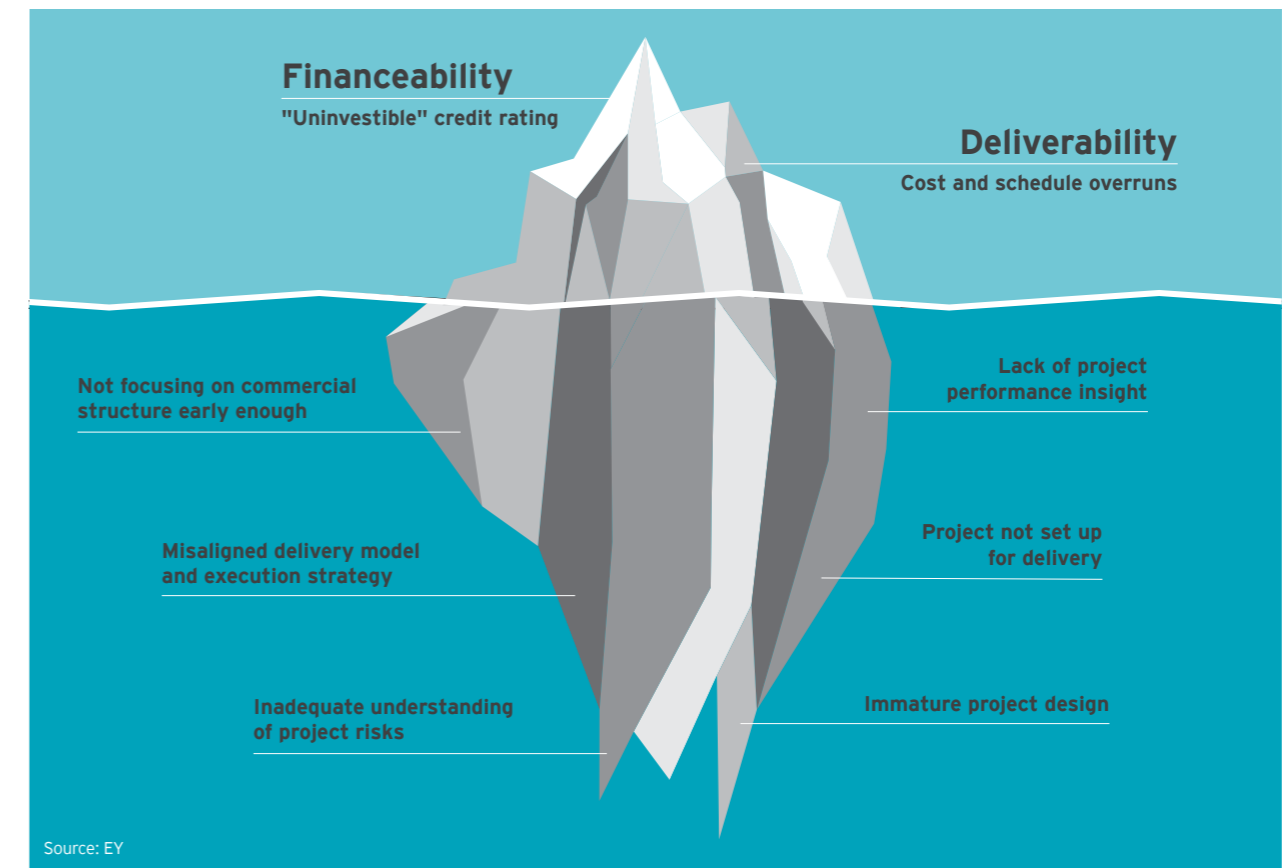 Financeability
"Uninvestible" credit rating
Deliverability
Cost and schedule overruns
Not focusing on commercial
structure early enough
Lack of project
performance insight
Misaligned delivery model
and execution strategy
Project not set up
for delivery
Inadequate understanding
of project risks
Immature project design
Source: EY